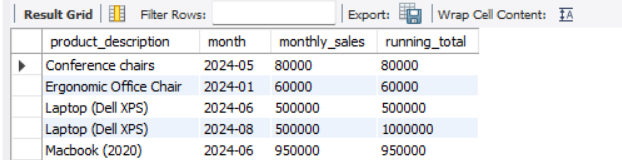 Result Grid Filter Rows: Export: Wrap Cell Content: IA
product_description month monthly_sales running_total
Conference chairs 2024-05 80000 80000
Ergonomic Office Chair 2024-01 60000 60000
Laptop (Dell XPS) 2024-06 500000 500000
Laptop (Dell XPS) 2024-08 500000 1000000
Macbook (2020) 2024-06 950000 950000